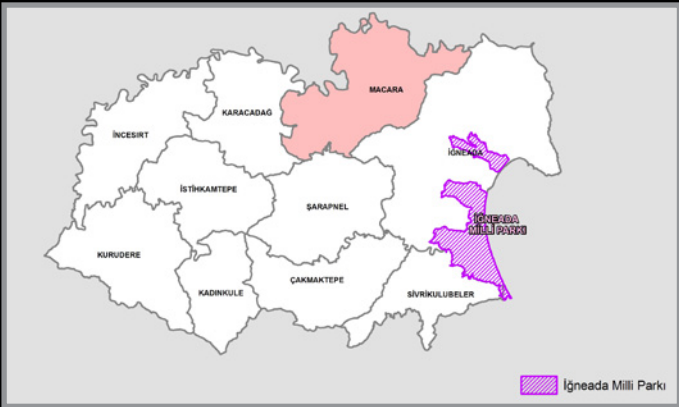 MACARA
KARACADAĞ
İNCESIRT
İĞNEADA
İSTİHKAMTEPE
ŞARAPNEL
İĞNEADA
MİLLİ PARKI
KURUDERE
ÇAKMAKTEPE
KADINKULE
SİVRİKULUBELER
İğneada Milli Parkı